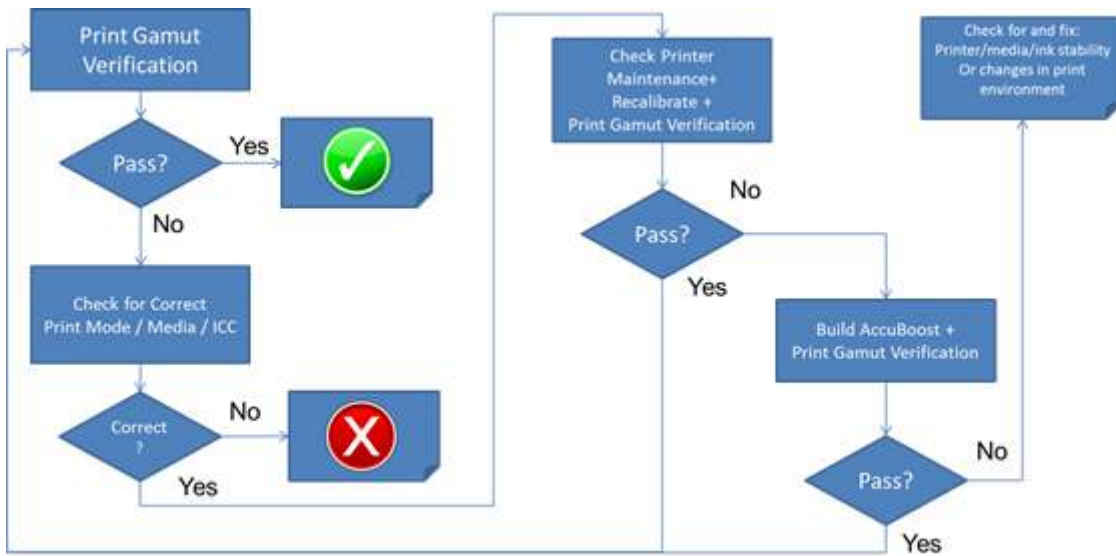 Print Gamut
Verification
Pass?
Yes
No
Check for Correct
Print Mode / Media / ICC
Correct
?
No
X
Yes
Check Printer
Maintenance+
Recalibrate +
Print Gamut Verification
Pass?
No
Yes
Build AccuBoost +
Print Gamut Verification
Pass?
No
Yes
Check for and fix:
Printer/media/ink stability
Or changes in print
environment